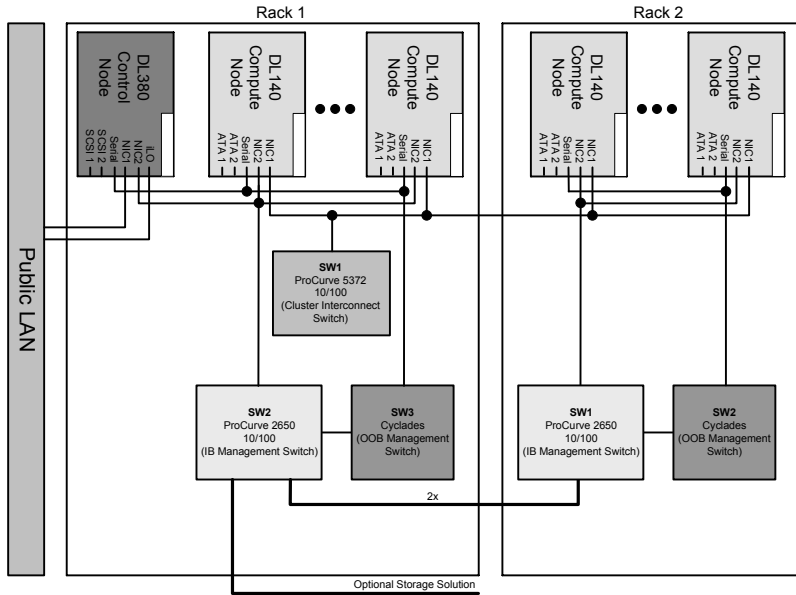 Rack 1
Rack 2
Public LAN
DL380
Control
Node
SCSI 1
SCSI 2
Serial
NIC1
NIC2
iLO
DL140
Compute
Node
ATA 1
ATA 2
Serial
NIC2
NIC1
DL140
Compute
Node
ATA 1
ATA 2
Serial
NIC2
NIC1
DL140
Compute
Node
ATA 1
ATA 2
Serial
NIC2
NIC1
DL140
Compute
Node
ATA 1
ATA 2
Serial
NIC2
NIC1
SW1
ProCurve 5372
10/100
(Cluster Interconnect
Switch)
SW2
ProCurve 2650
10/100
(IB Management Switch)
SW3
Cyclades
(OOB Management
Switch)
SW1
ProCurve 2650
10/100
(IB Management Switch)
SW2
Cyclades
(OOB Management
Switch)
2x
Optional Storage Solution